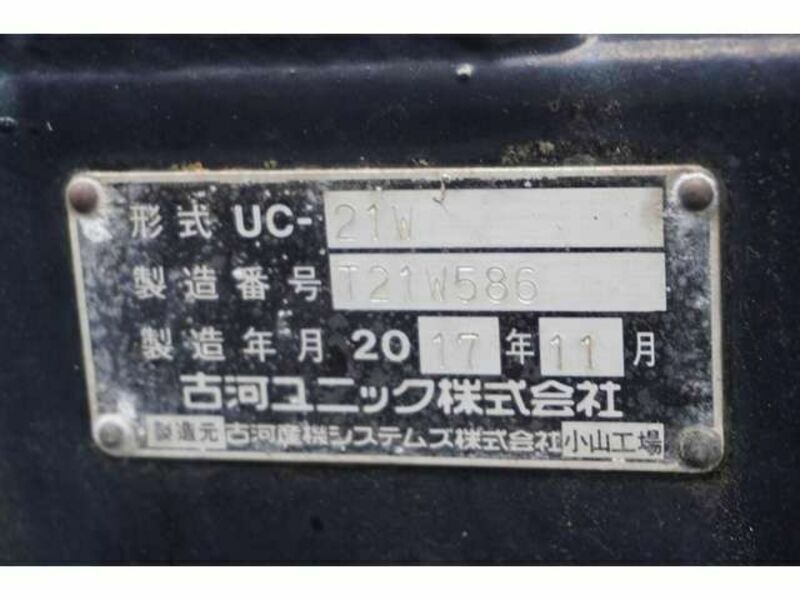 形式 UC-21W
製造番号 T21W586
製造年月 2017年11月
古河ユニック株式会社
製造元 古河産機システムズ株式会社 小山工場